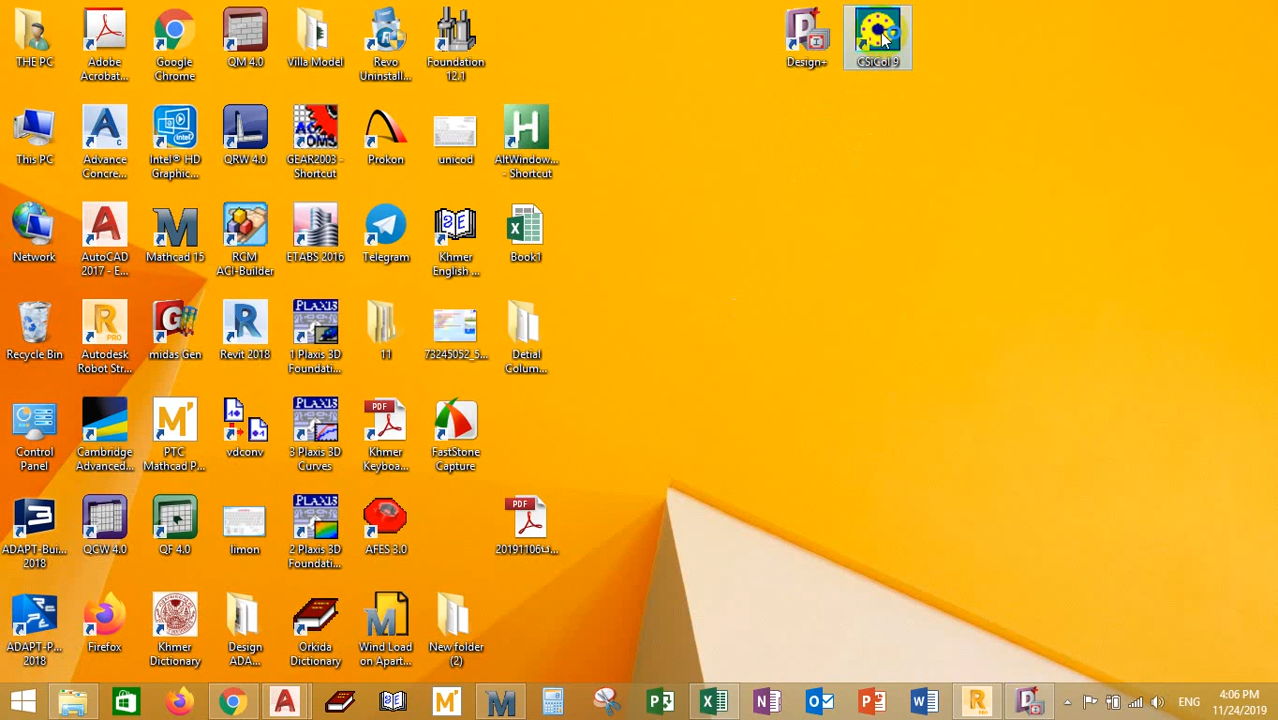 THE PC
Adobe
Acrobat...
Google
Chrome
QM 4.0
Villa Model
Revo
Uninstall...
Foundation
12.1
Design+
CSiCol 9
This PC
Advance
Concre...
Intel® HD
Graphic...
QRW 4.0
GEAR2003 -
Shortcut
Prokon
unicod
AltWindow...
- Shortcut
Network
AutoCAD
2017 - E...
Mathcad 15
RCM
ACI-Builder
ETABS 2016
Telegram
Khmer
English ...
Book1
Recycle Bin
Autodesk
Robot Str...
midas Gen
Revit 2018
1 Plaxis 3D
Foundati...
11
73245052_5...
Detial
Colum...
Control
Panel
Cambridge
Advanced...
PTC
Mathcad P...
vdconv
3 Plaxis 3D
Curves
Khmer
Keyboa...
FastStone
Capture
ADAPT-Bui...
2018
QCW 4.0
QF 4.0
limon
2 Plaxis 3D
Foundati...
AFES 3.0
ADAPT-P...
2018
Firefox
Khmer
Dictionary
Design
ADA...
Orkida
Dictionary
Wind Load
on Apart...
New folder
(2)
ENG
4:06 PM
11/24/2019